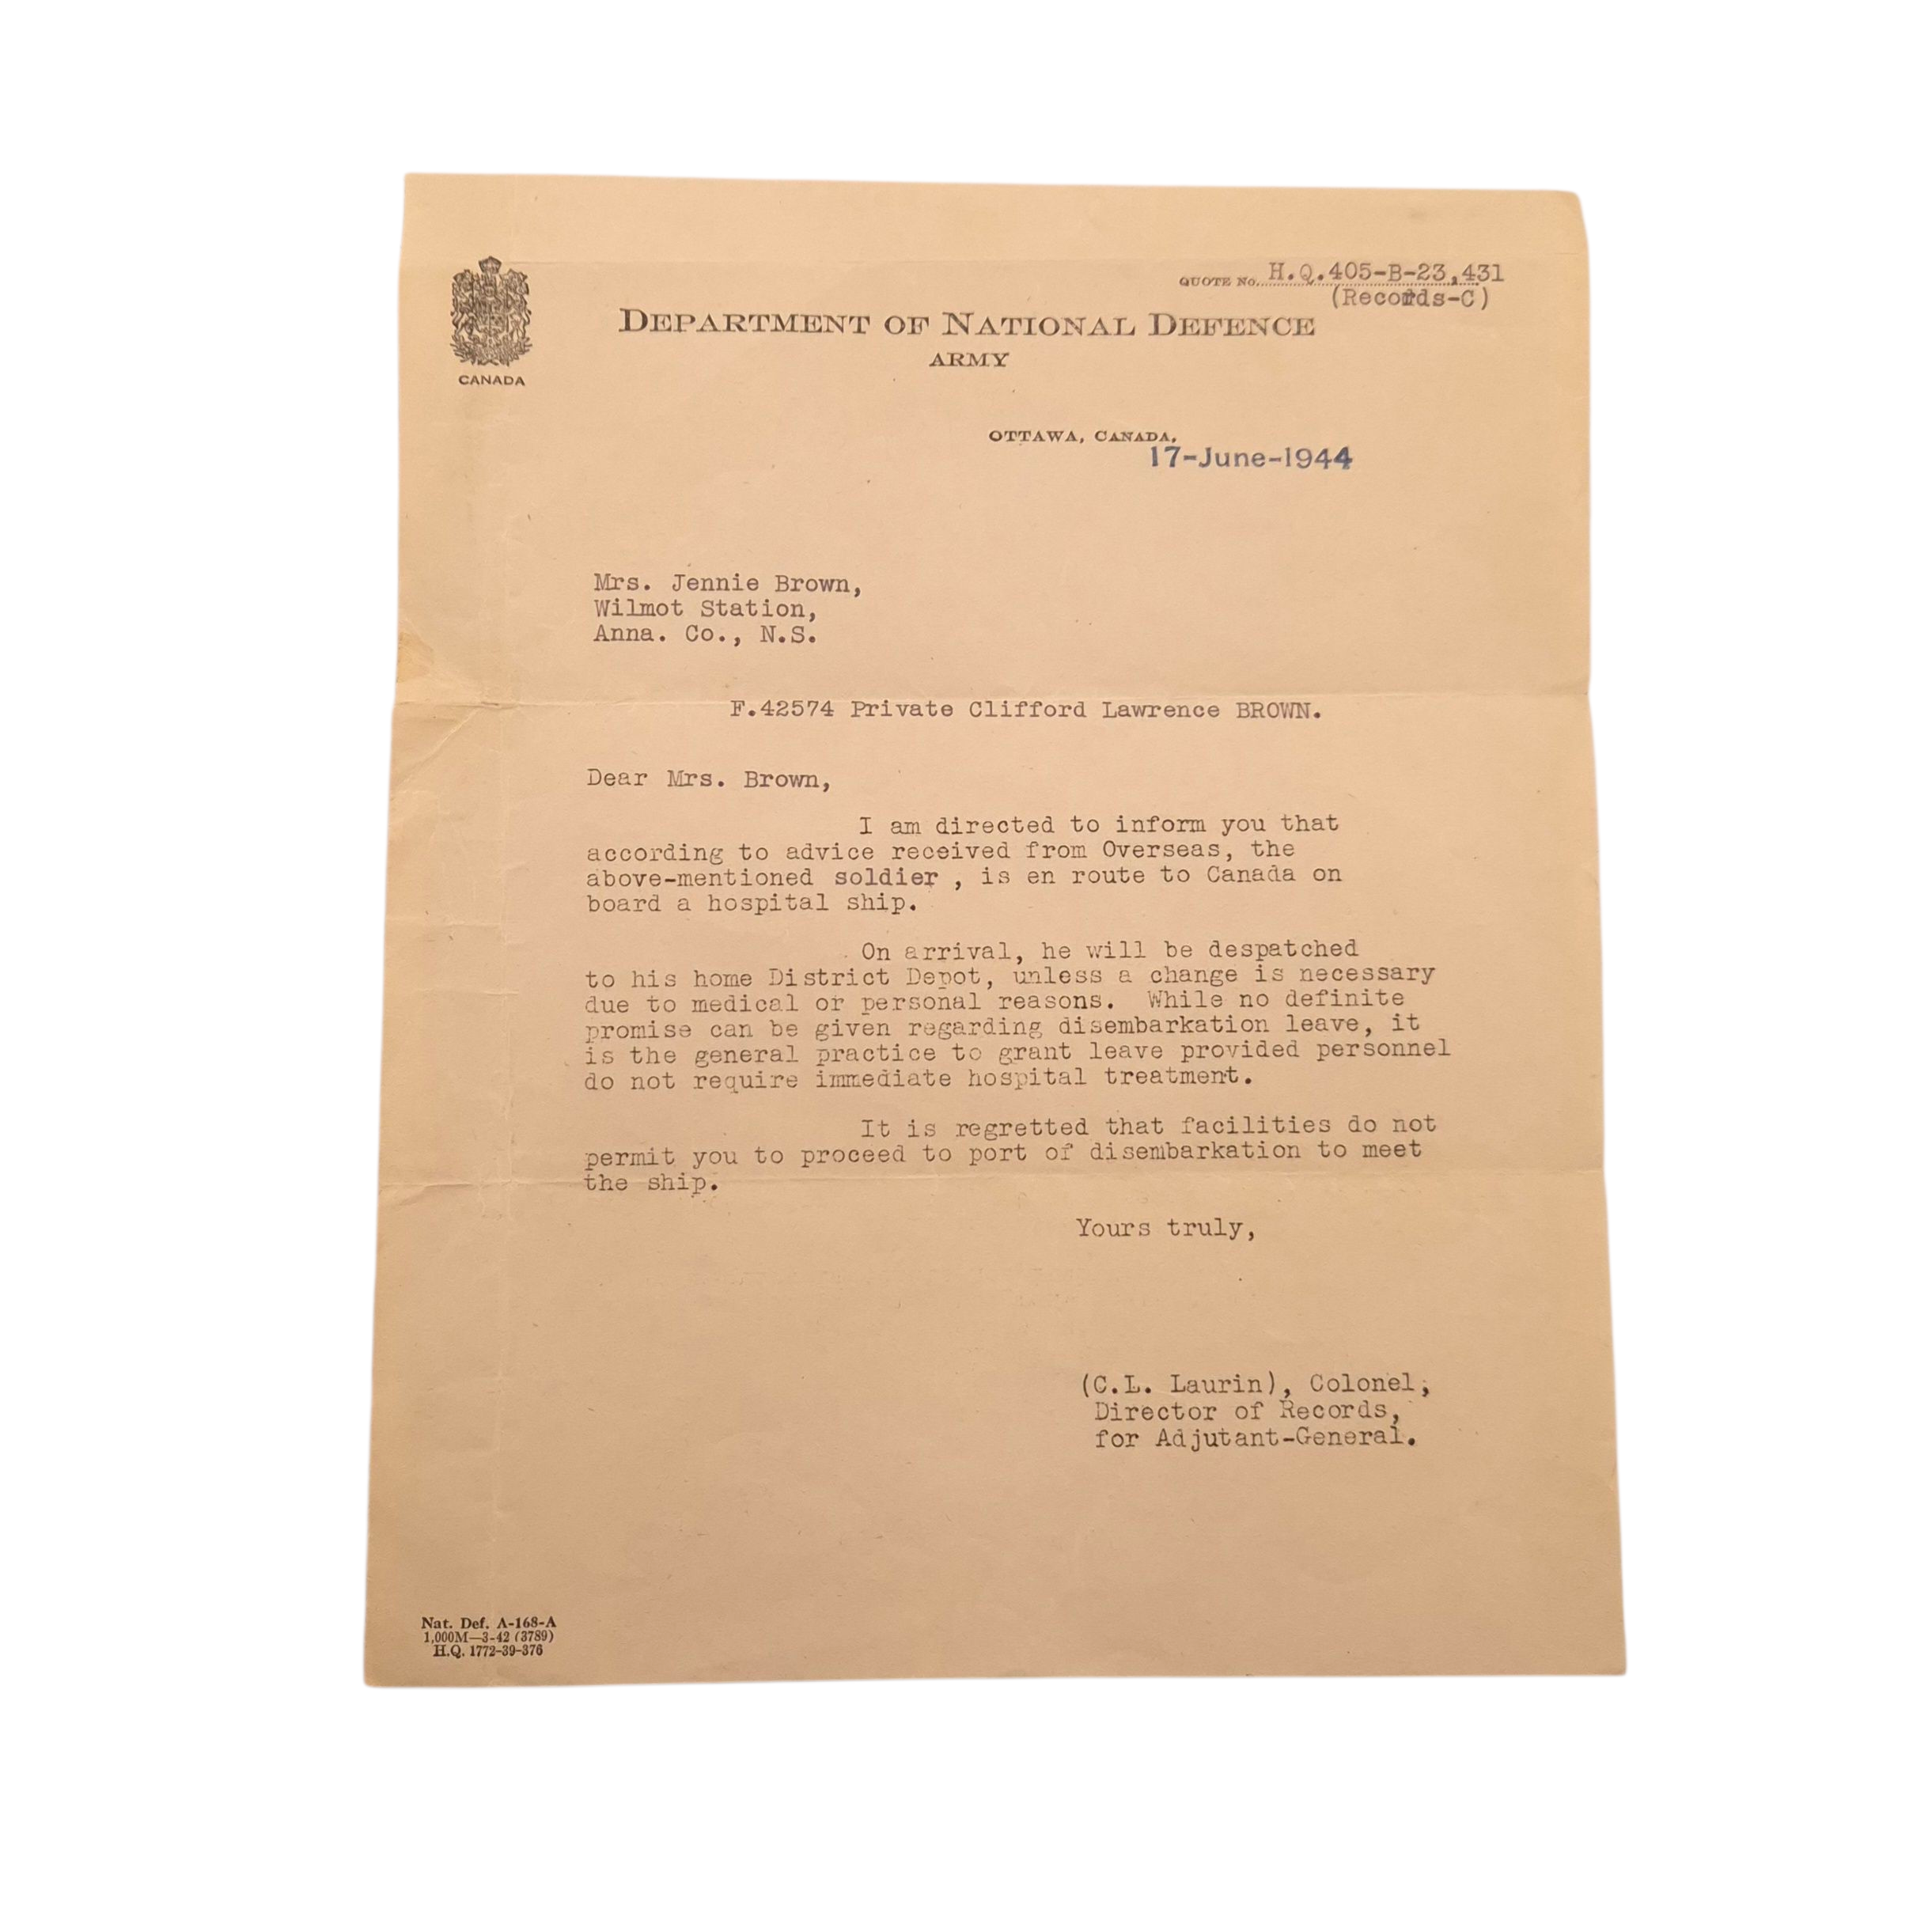 QUOTE No. H.Q.405-B-23,431
(Records-C)
DEPARTMENT OF NATIONAL DEFENCE
ARMY
CANADA
OTTAWA, CANADA,
17-June-1944
Mrs. Jennie Brown,
Wilmot Station,
Anna. Co., N.S.
F.42574 Private Clifford Lawrence BROWN.
Dear Mrs. Brown,
I am directed to inform you that
according to advice received from Overseas, the
above-mentioned soldier , is en route to Canada on
board a hospital ship.
On arrival, he will be despatched
to his home District Depot, unless a change is necessary
due to medical or personal reasons. While no definite
promise can be given regarding disembarkation leave, it
is the general practice to grant leave provided personnel
do not require immediate hospital treatment.
It is regretted that facilities do not
permit you to proceed to port of disembarkation to meet
the ship.
Yours truly,
(C.L. Laurin), Colonel,
Director of Records,
for Adjutant-General.
Nat. Def. A-168-A
1,000M—3-42 (3789)
H.Q. 1772-39-376